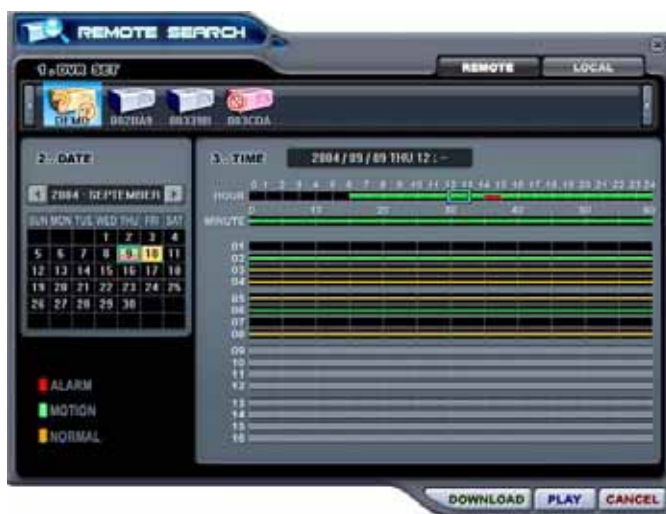 REMOTE SEARCH
REMOTE LOCAL
1. DVR SET
DEMO
2. DATE
2004 - SEPTEMBER
SUN MON TUE WED THU FRI SAT
1 2 3 4
5 6 7 8 9 10 11
12 13 14 15 16 17 18
19 20 21 22 23 24 25
26 27 28 29 30
ALARM
MOTION
NORMAL
3. TIME
2004 / 09 / 09 THU 12 : -
HOUR 0 1 2 3 4 5 6 7 8 9 10 11 12 13 14 15 16 17 18 19 20 21 22 23 24
0 10 20 30 40 50 60
MINUTE
01
02
03
04
05
06
07
08
09
10
11
12
13
14
15
16
DOWNLOAD PLAY CANCEL